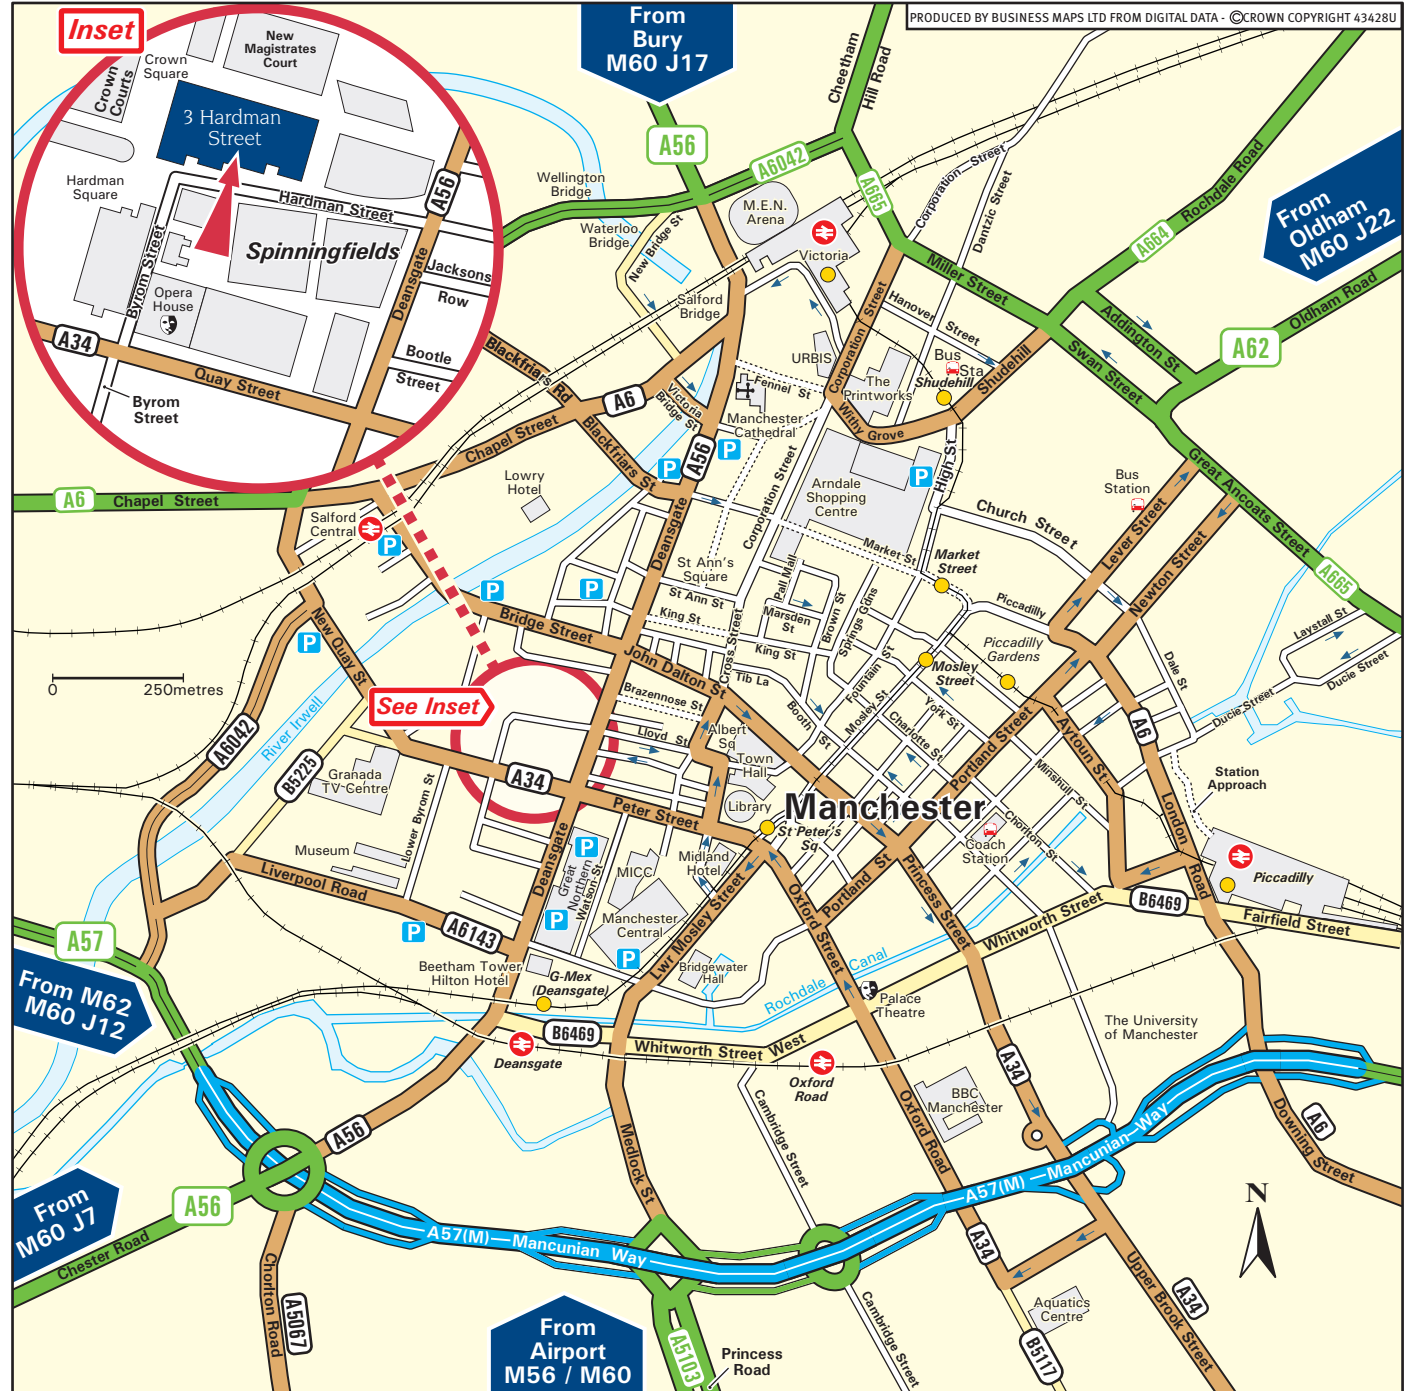 PRODUCED BY BUSINESS MAPS LTD FROM DIGITAL DATA - ©CROWN COPYRIGHT 43428U
Inset
Crown
Square
New
Magistrates
Court
Crown
Courts
3 Hardman
Street
Hardman
Square
Hardman Street
A56
Spinningfields
Byrom Street
Deansgate
Jacksons
Row
Opera
House
A34
Quay Street
Bootle
Street
Byrom
Street
From
Bury
M60 J17
A56
Cheetham
Hill Road
A6042
A665
Wellington
Bridge
Waterloo
Bridge
New Bridge St
M.E.N.
Arena
Victoria
Corporation Street
Dantzic Street
Rochdale Road
A664
From
Oldham
M60 J22
Oldham Road
A62
Miller Street
Addington St
Swan Street
Hanover Street
Salford
Bridge
Corporation Street
URBIS
The
Printworks
Bus
Sta
Shudehill
Shudehill
Withy Grove
Fennel St
Manchester
Cathedral
Victoria
Bridge St
Blackfriars Rd
A6
Chapel Street
Blackfriars St
A56
P
P
P
Lowry
Hotel
A6
Chapel Street
Salford
Central
P
Corporation Street
Arndale
Shopping
Centre
High St
Church Street
Bus
Station
Great Ancoats Street
Lever Street
Newton Street
A665
Market St
Market
Street
Deansgate
St Ann's
Square
St Ann St
Pall Mall
King St
Marsden
St
King St
Brown St
Springs Gdns
Piccadilly
Piccadilly
Gardens
Mosley
Street
Fountain St
Mosley St
Cross Street
Tib La
Booth St
York St
Charlotte St
Dale St
Laystall St
Ducie Street
Ducie Street
P
P
P
Bridge Street
John Dalton St
Brazennose St
New Quay St
0 250metres
See Inset
A6042
River Irwell
B5225
Granada
TV Centre
Lower Byrom St
Museum
A34
Peter Street
Lloyd St
Albert
Sq
Town
Hall
Library
Manchester
St Peter's
Sq
Portland Street
Aytoun St
Minshull St
Chorlton St
Coach
Station
A6
London
Road
Station
Approach
Piccadilly
B6469
Fairfield Street
Liverpool Road
A6143
P
Deansgate
P
P
P
Great
Northern
Watson St
MICC
Manchester
Central
Midland
Hotel
Lwr Mosley Street
Bridgewater
Hall
Portland St
Princess Street
Oxford Street
Whitworth Street
Rochdale Canal
Palace
Theatre
Beetham Tower
Hilton Hotel
G-Mex
(Deansgate)
B6469
Whitworth Street West
Deansgate
Oxford
Road
A57
From M62
M60 J12
The University
of Manchester
A34
BBC
Manchester
Oxford Road
Cambridge Street
Medlock St
A56
A56
From
M60 J7
Chester Road
A57(M)—Mancunian Way
A57(M)—Mancunian—Way
A6
Downing Street
N
A34
Upper Brook Street
A34
Aquatics
Centre
B5117
Cambridge Street
Chorlton Road
A5067
From
Airport
M56 / M60
A5103
Princess
Road